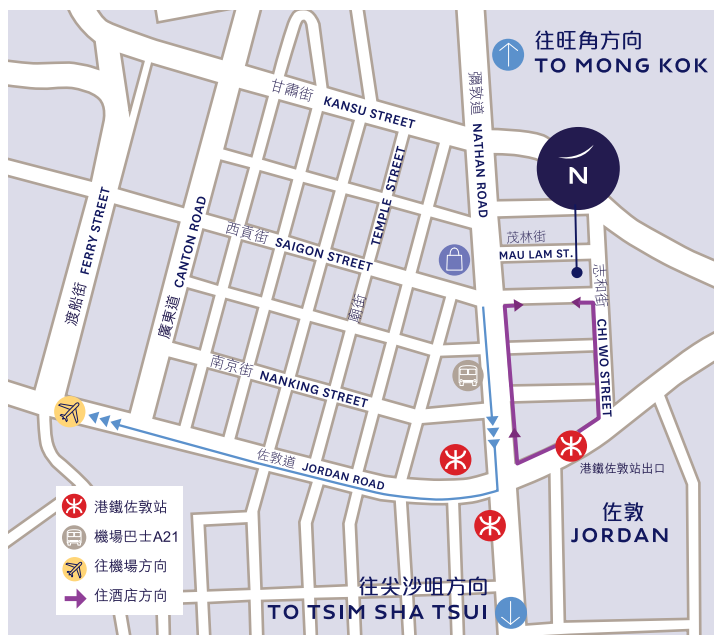 往旺角方向
TO MONG KOK
甘肅街 KANSU STREET
彌敦道 NATHAN ROAD
N
TEMPLE STREET
廟街
渡船街 FERRY STREET
廣東道 CANTON ROAD
西貢街 SAIGON STREET
茂林街
MAU LAM ST.
志和街 CHI WO STREET
南京街 NANKING STREET
佐敦道 JORDAN ROAD
港鐵佐敦站出口
佐敦
JORDAN
港鐵佐敦站
機場巴士A21
往機場方向
往酒店方向
往尖沙咀方向
TO TSIM SHA TSUI